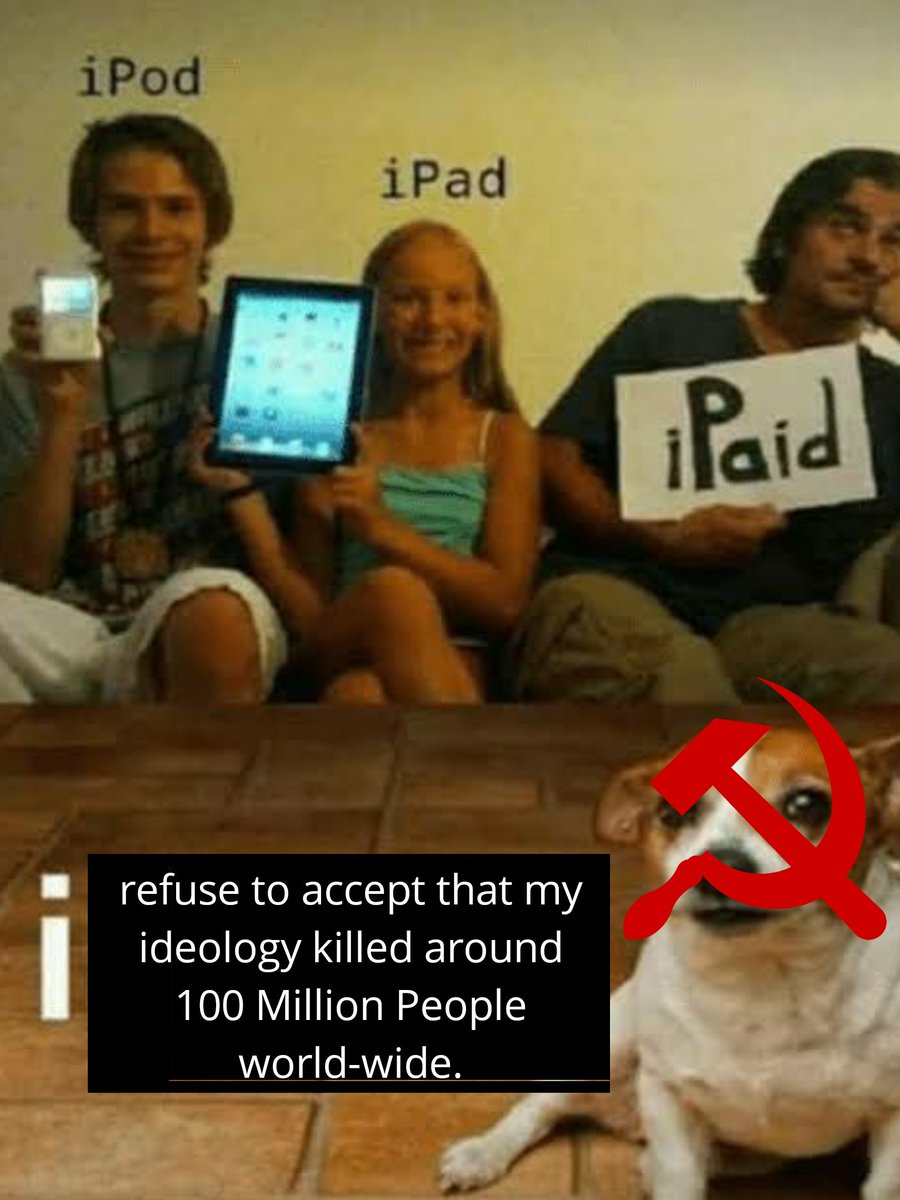 iPod
iPad
iPaid
i
refuse to accept that my
ideology killed around
100 Million People
world-wide.